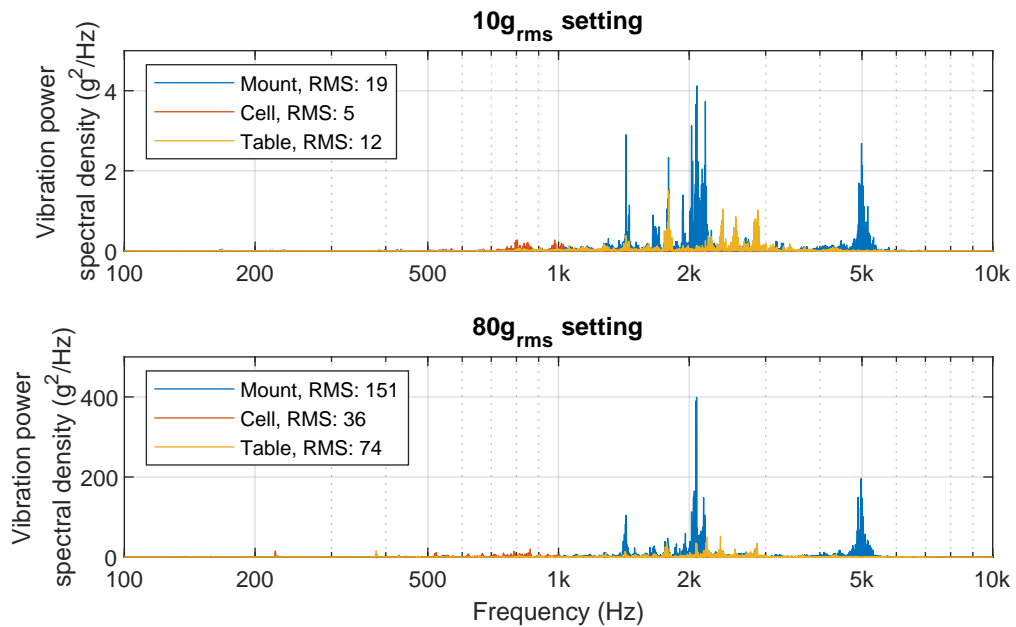 10g_rms setting
Vibration power
spectral density (g^2/Hz)
4
2
0
Mount, RMS: 19
Cell, RMS: 5
Table, RMS: 12
100 200 500 1k 2k 5k 10k
80g_rms setting
Vibration power
spectral density (g^2/Hz)
400
200
0
Mount, RMS: 151
Cell, RMS: 36
Table, RMS: 74
100 200 500 1k 2k 5k 10k
Frequency (Hz)